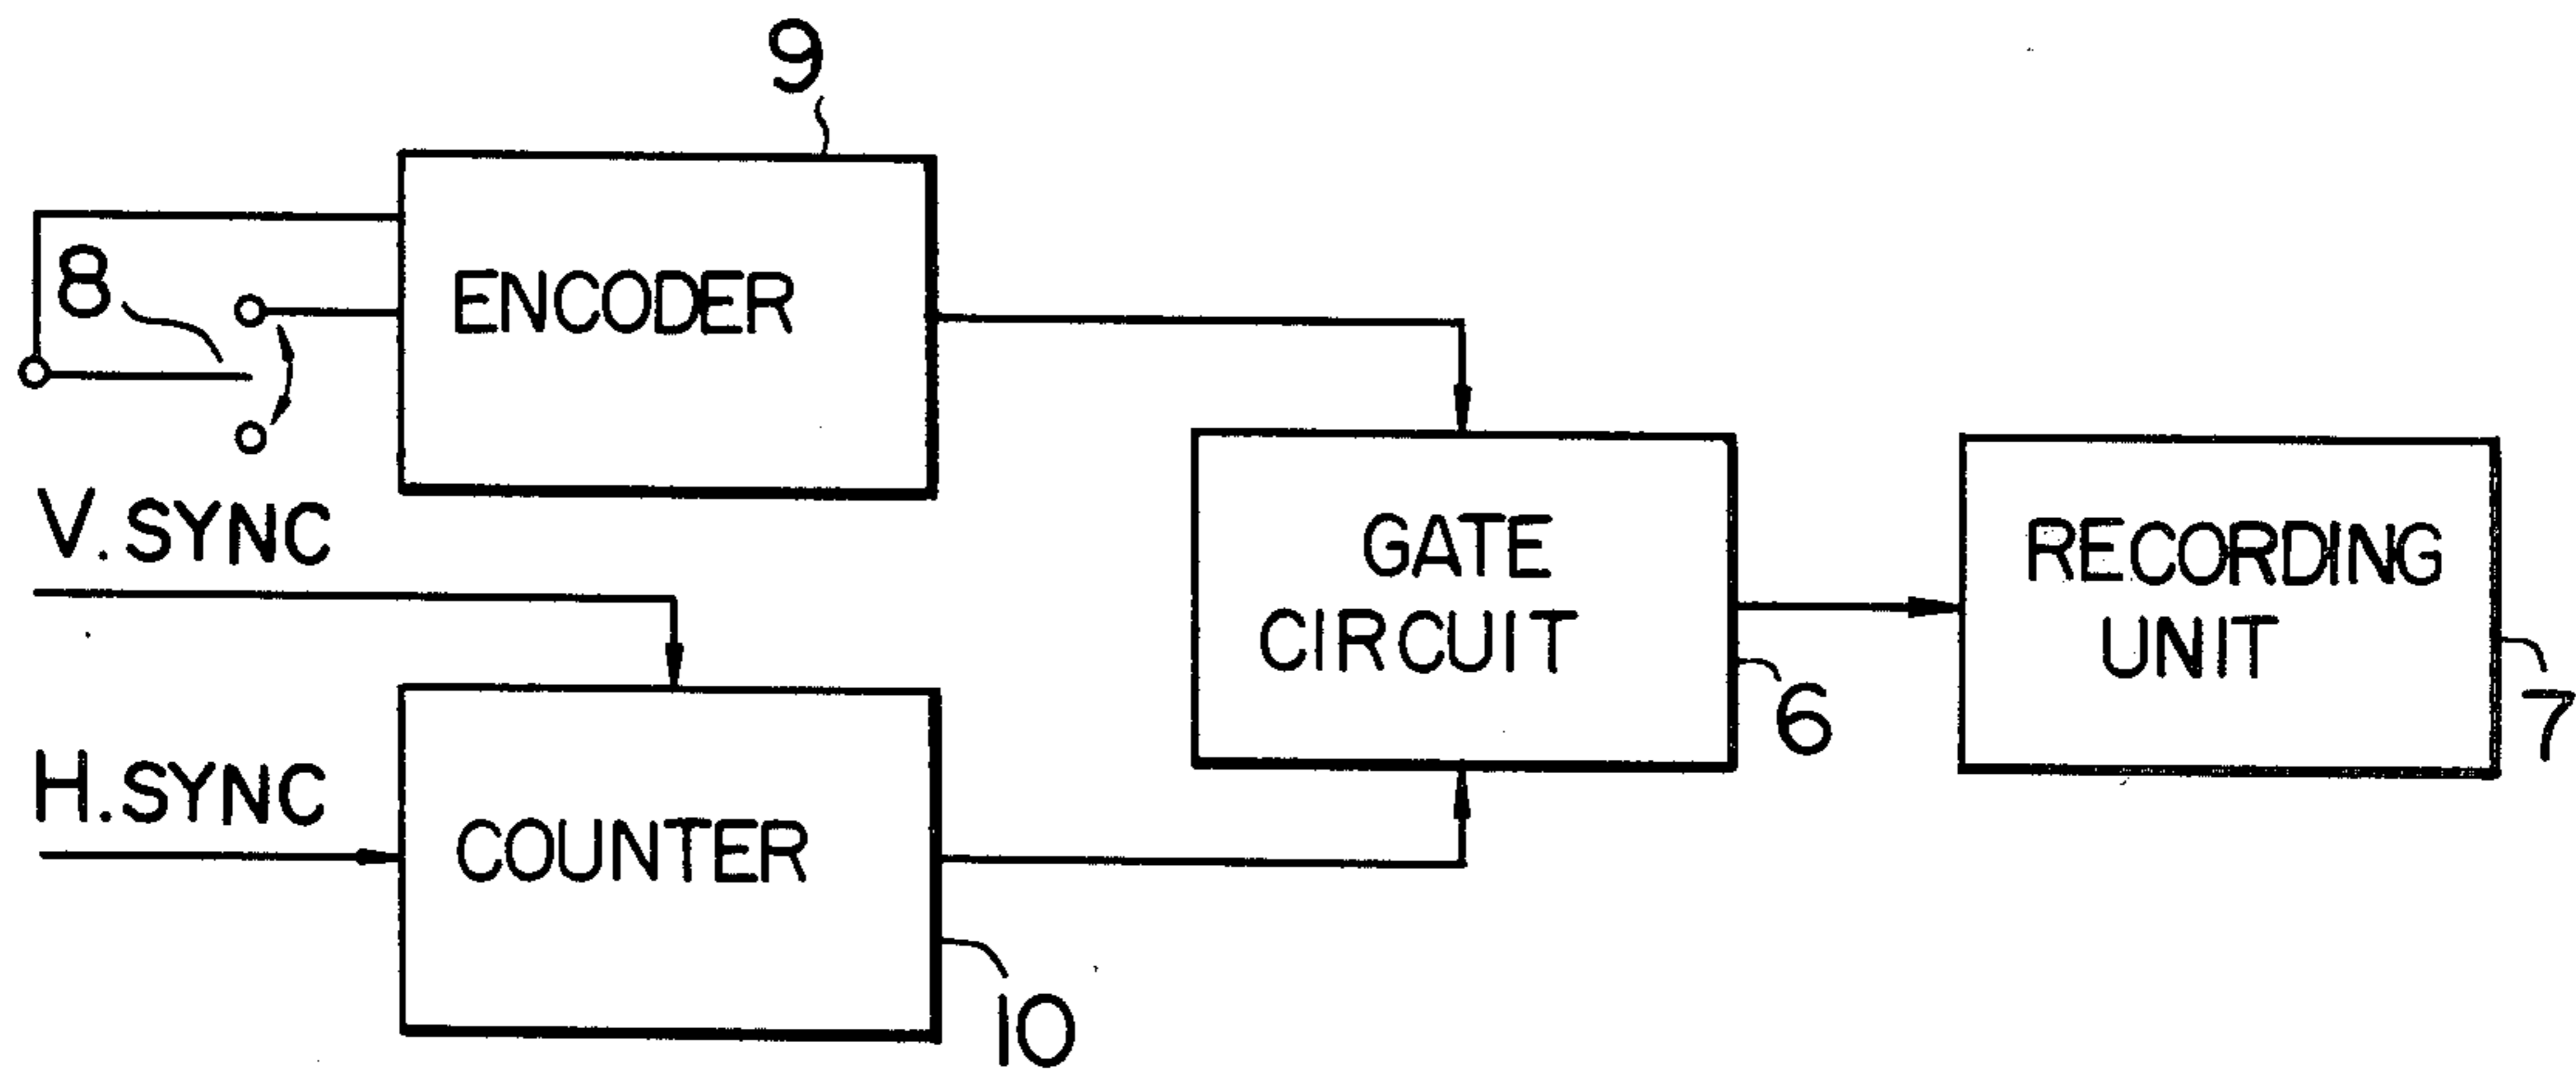 9
8
ENCODER
V. SYNC
GATE
CIRCUIT
RECORDING
UNIT
6
7
H. SYNC
COUNTER
10